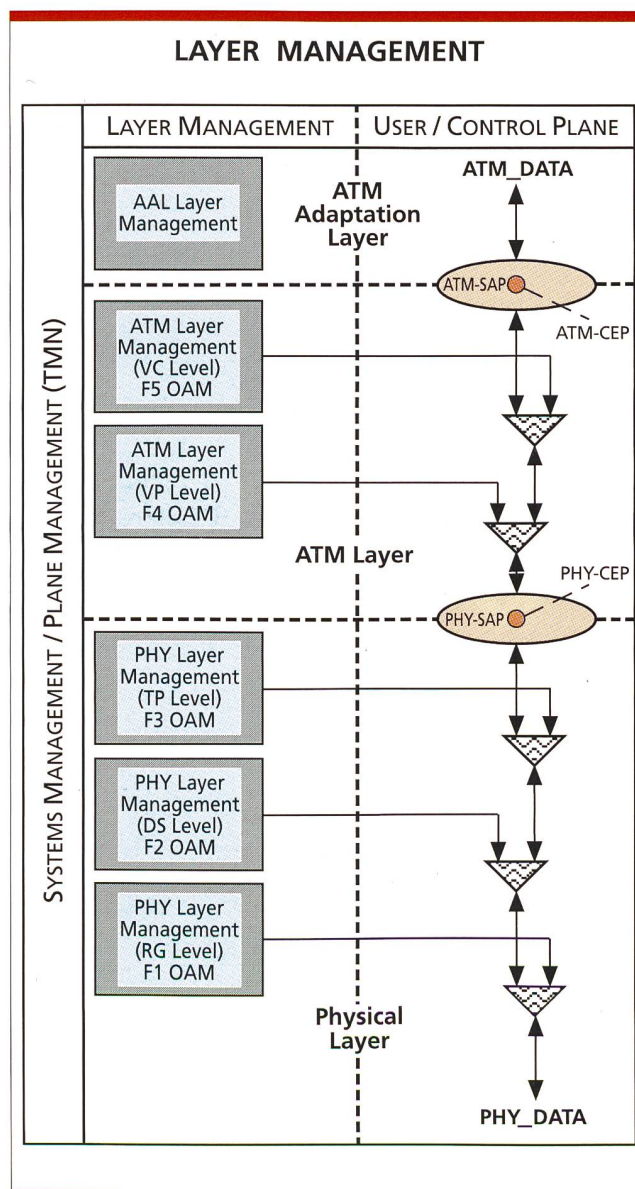 LAYER MANAGEMENT
SYSTEMS MANAGEMENT / PLANE MANAGEMENT (TMN)
LAYER MANAGEMENT
USER / CONTROL PLANE
AAL Layer
Management
ATM
Adaptation
Layer
ATM_DATA
ATM-SAP
ATM-CEP
ATM Layer
Management
(VC Level)
F5 OAM
ATM Layer
Management
(VP Level)
F4 OAM
ATM Layer
PHY-CEP
PHY-SAP
PHY Layer
Management
(TP Level)
F3 OAM
PHY Layer
Management
(DS Level)
F2 OAM
PHY Layer
Management
(RG Level)
F1 OAM
Physical
Layer
PHY_DATA